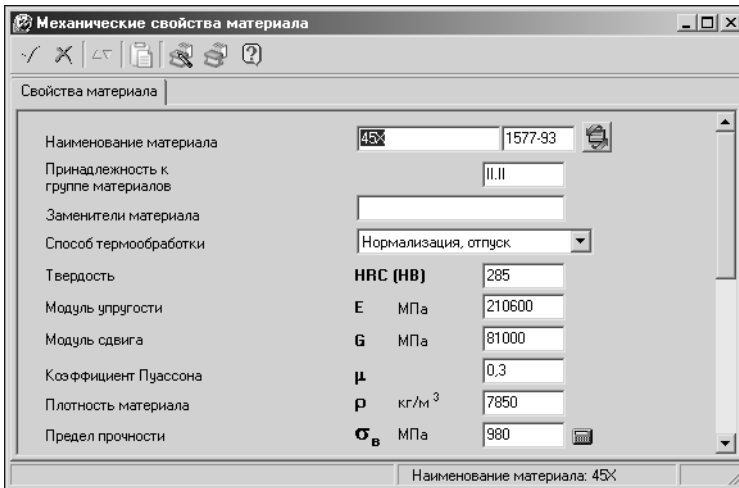 Механические свойства материала
Свойства материала
Наименование материала 45Х 1577-93
Принадлежность к
группе материалов II.II
Заменители материала
Способ термообработки Нормализация, отпуск
Твердость HRC (HB) 285
Модуль упругости E МПа 210600
Модуль сдвига G МПа 81000
Коэффициент Пуассона μ 0,3
Плотность материала ρ кг/м 3 7850
Предел прочности σв МПа 980
Наименование материала: 45Х